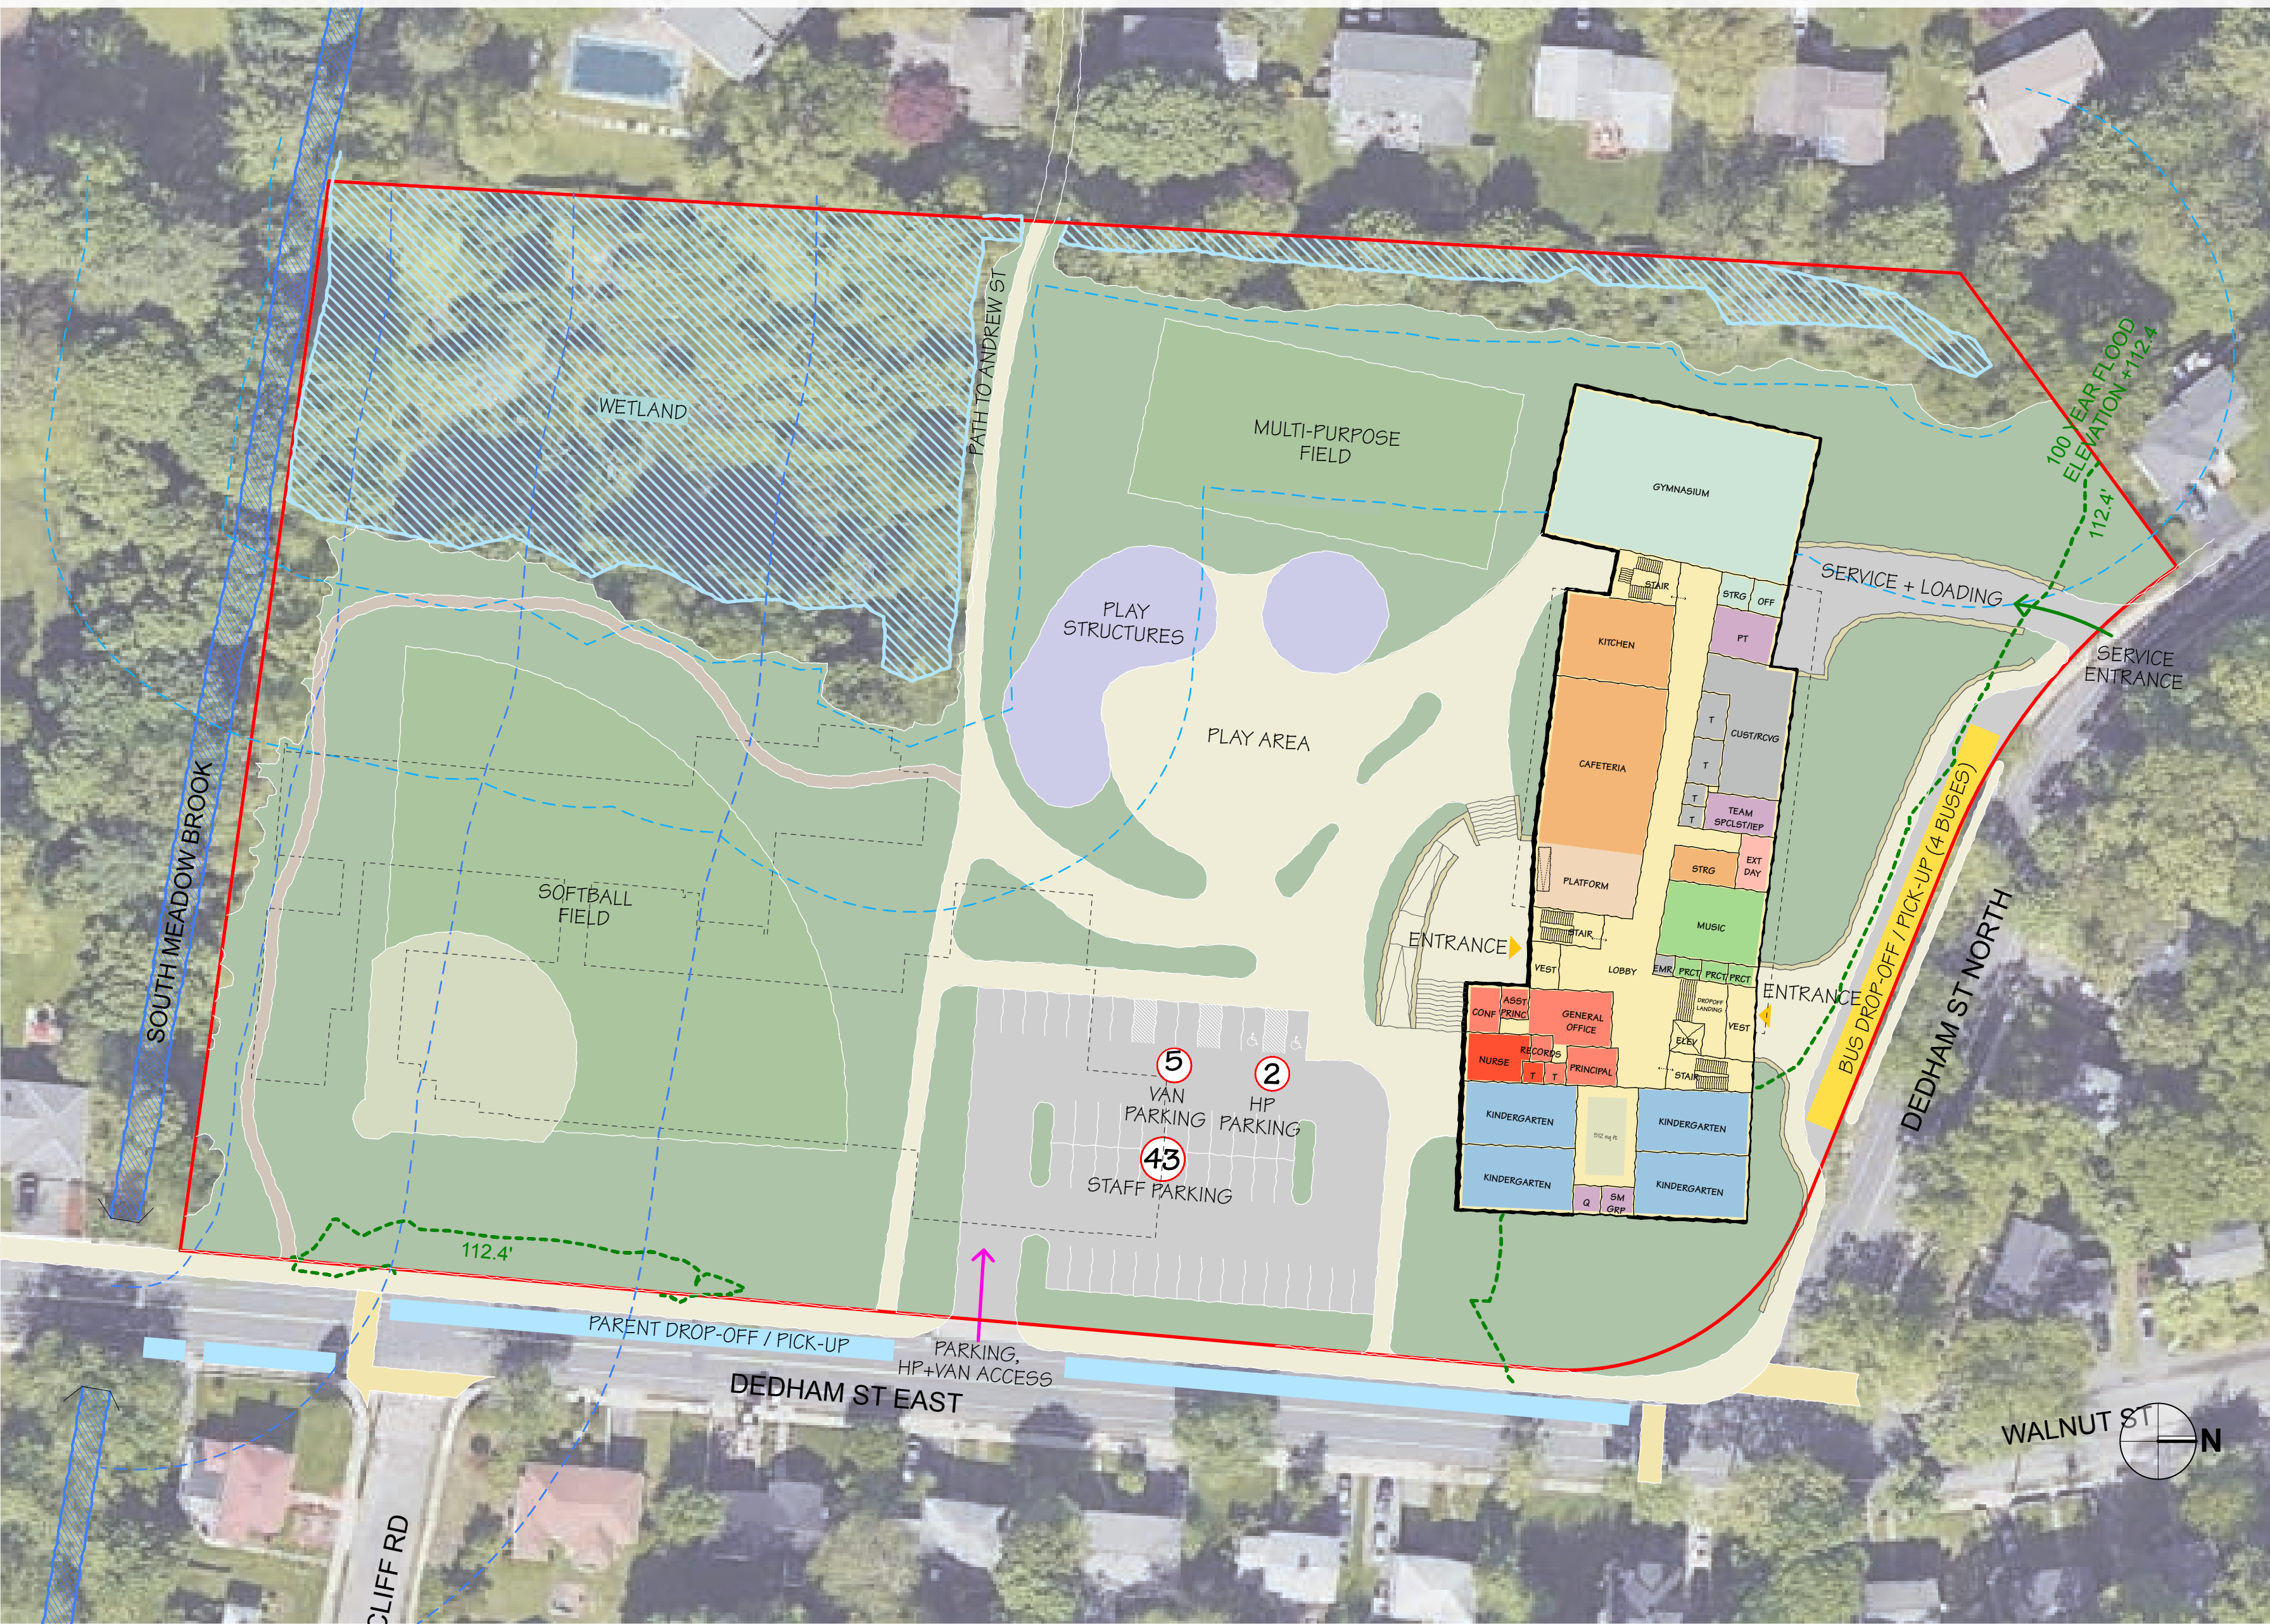 WETLAND
PATH TO ANDREW ST
MULTI-PURPOSE
FIELD
GYMNASIUM
100 YEAR FLOOD
ELEVATION +112.4
112.4'
PLAY
STRUCTURES
STAIR
STRG
OFF
SERVICE + LOADING
KITCHEN
PT
SERVICE
ENTRANCE
PLAY AREA
CAFETERIA
T
CUST/RCVG
T
T
T
TEAM
SPCLST/IEP
SOUTH MEADOW BROOK
SOFTBALL
FIELD
PLATFORM
STRG
EXT
DAY
MUSIC
STAIR
ENTRANCE
VEST
LOBBY
EMR
PRCT
PRCT
PRCT
ENTRANCE
BUS DROP-OFF / PICK-UP (4 BUSES)
DEDHAM ST NORTH
CONF
ASST
PRINC
GENERAL
OFFICE
DROPOFF
LANDING
VEST
ELEV
NURSE
RECORDS
T
T
PRINCIPAL
STAIR
5
VAN
PARKING
2
HP
PARKING
43
STAFF PARKING
KINDERGARTEN
KINDERGARTEN
512 sq ft
KINDERGARTEN
KINDERGARTEN
Q
SM
GRP
112.4'
PARENT DROP-OFF / PICK-UP
PARKING,
HP+VAN ACCESS
DEDHAM ST EAST
WALNUT ST
N
CLIFF RD